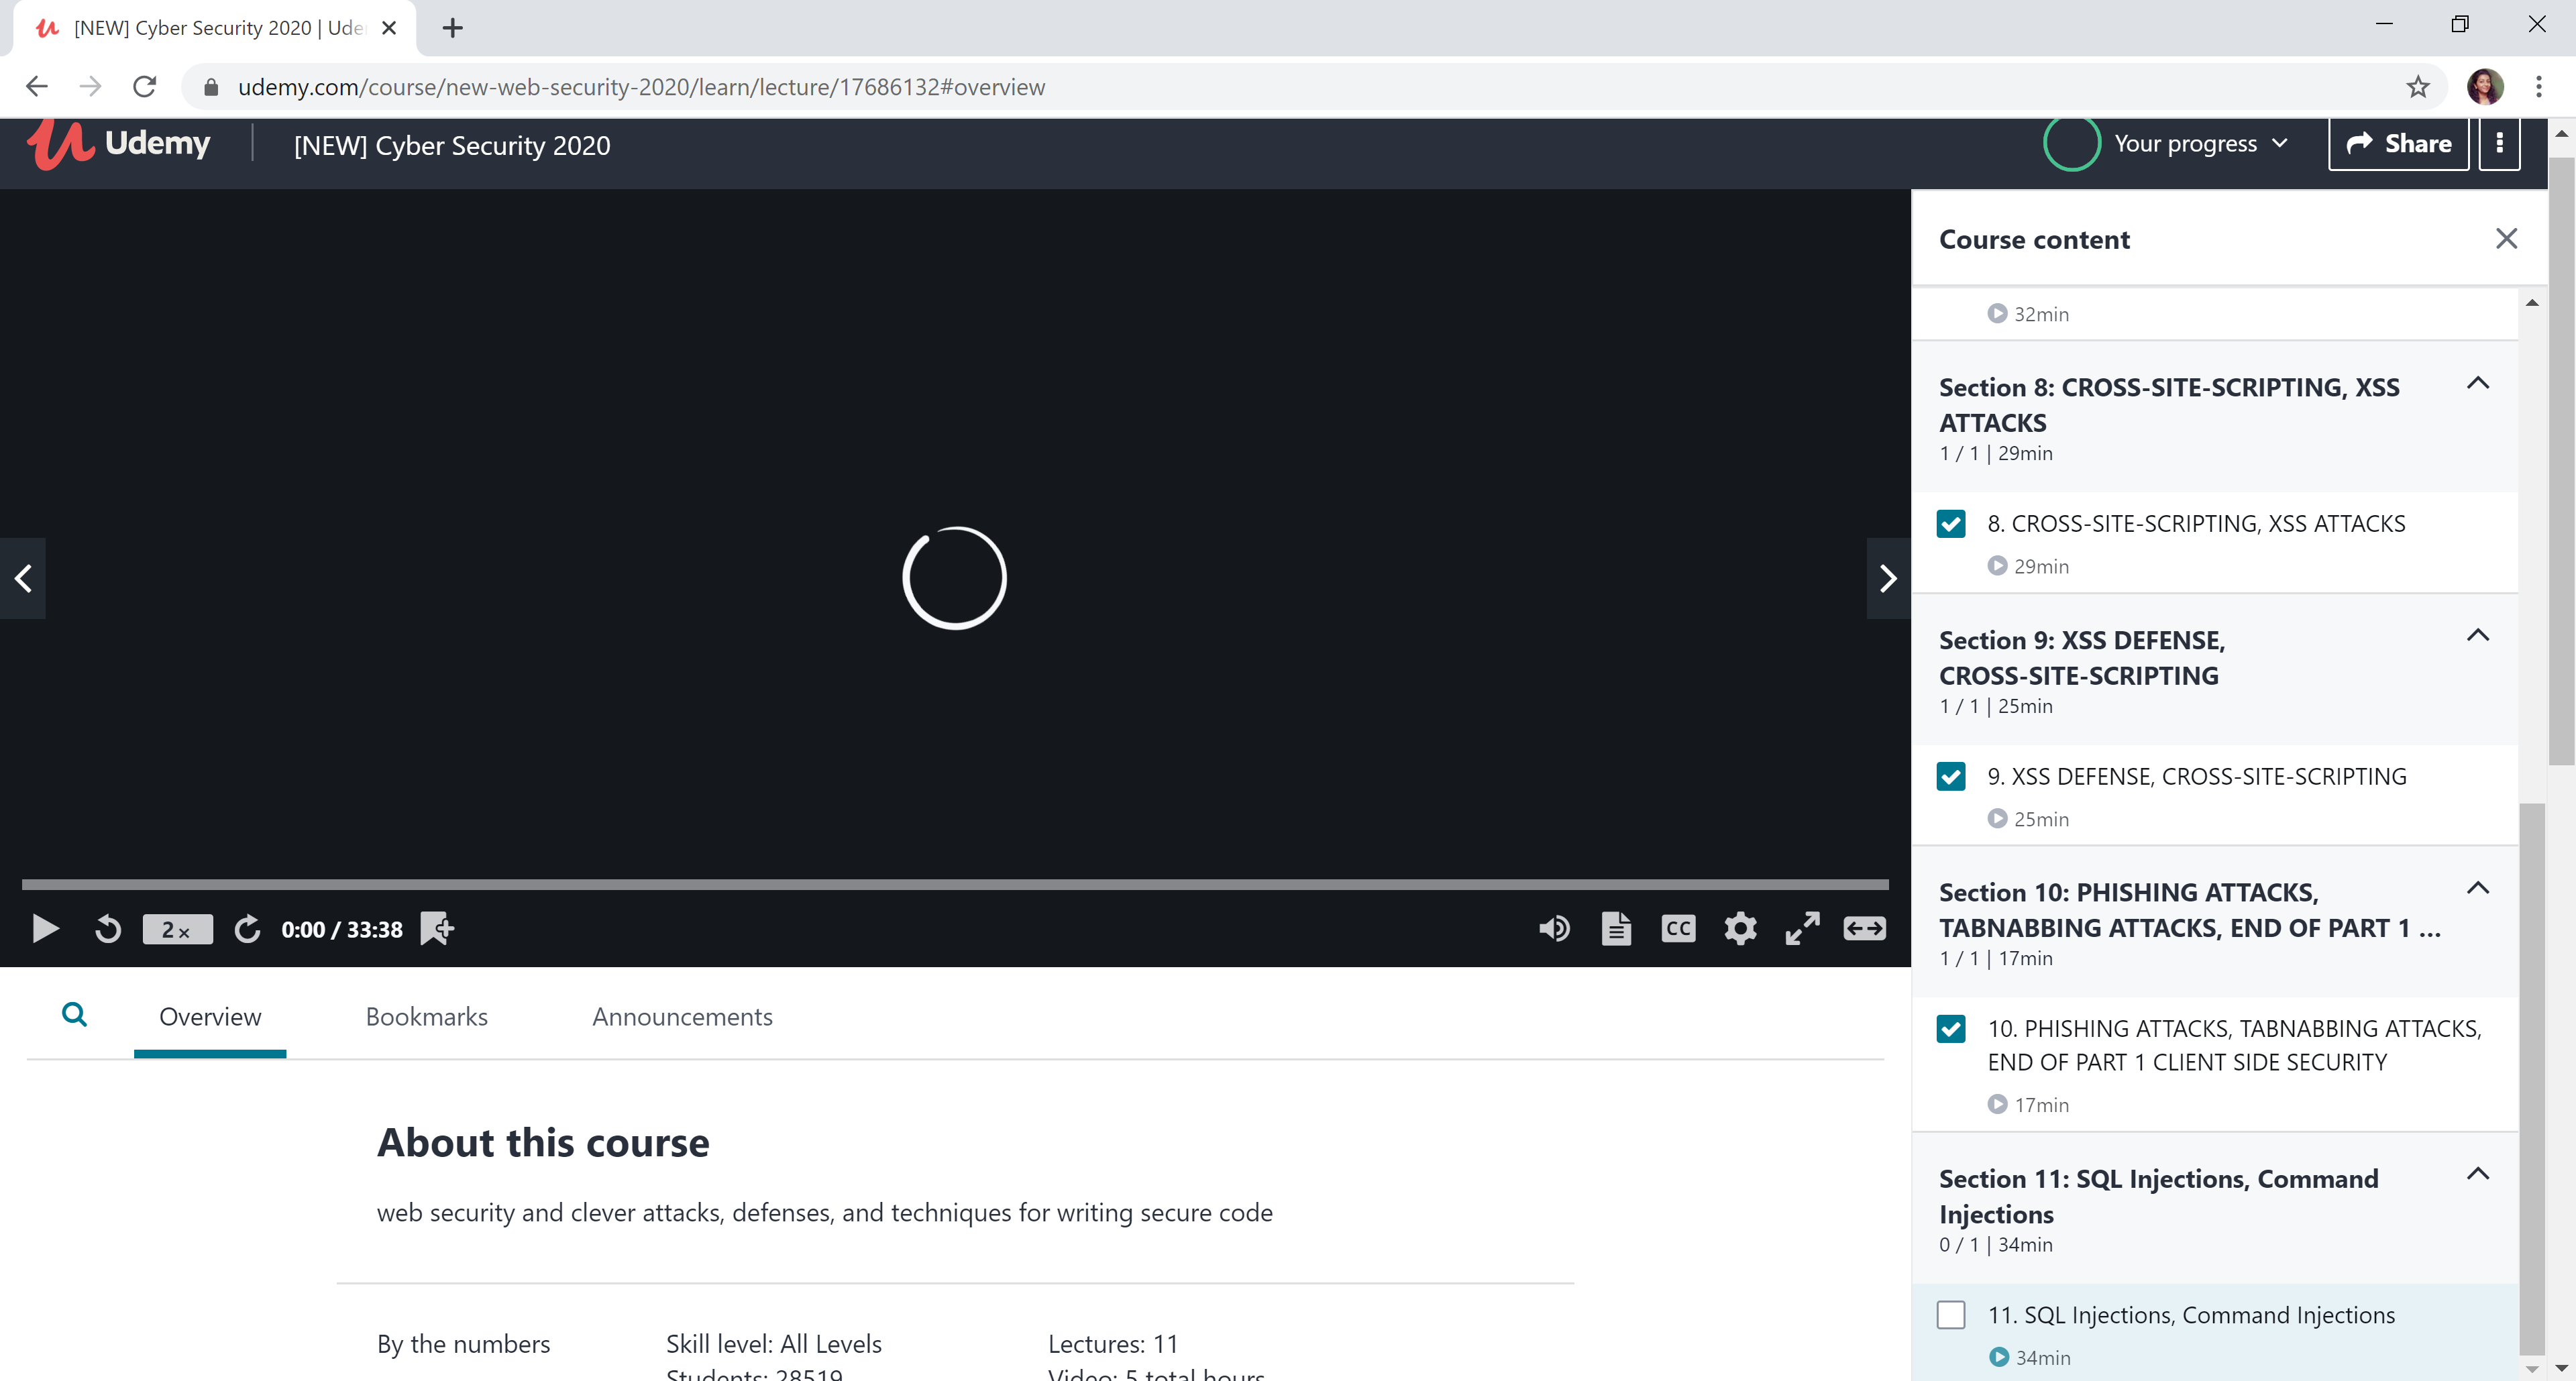 [NEW] Cyber Security 2020 | Ude
udemy.com/course/new-web-security-2020/learn/lecture/17686132#overview
Udemy
[NEW] Cyber Security 2020
Your progress
Share
2x
0:00 / 33:38
CC
Overview
Bookmarks
Announcements
About this course
web security and clever attacks, defenses, and techniques for writing secure code
By the numbers
Skill level: All Levels
Students: 28519
Lectures: 11
Video: 5 total hours
Course content
32min
Section 8: CROSS-SITE-SCRIPTING, XSS
ATTACKS
1 / 1 | 29min
8. CROSS-SITE-SCRIPTING, XSS ATTACKS
29min
Section 9: XSS DEFENSE,
CROSS-SITE-SCRIPTING
1 / 1 | 25min
9. XSS DEFENSE, CROSS-SITE-SCRIPTING
25min
Section 10: PHISHING ATTACKS,
TABNABBING ATTACKS, END OF PART 1 ...
1 / 1 | 17min
10. PHISHING ATTACKS, TABNABBING ATTACKS,
END OF PART 1 CLIENT SIDE SECURITY
17min
Section 11: SQL Injections, Command
Injections
0 / 1 | 34min
11. SQL Injections, Command Injections
34min